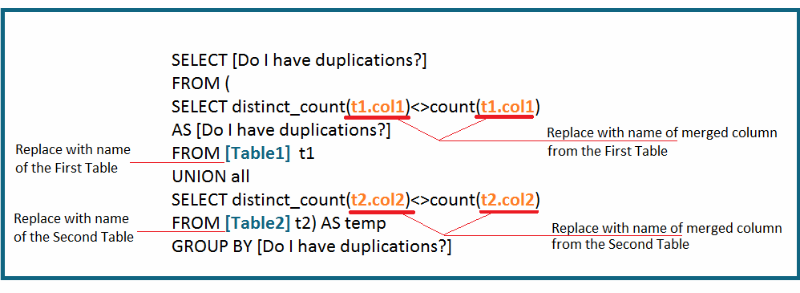 SELECT [Do I have duplications?]
FROM (
SELECT distinct_count(t1.col1)<>count(t1.col1)
AS [Do I have duplications?]
Replace with name of merged column
from the First Table
Replace with name
of the First Table
FROM [Table1] t1
UNION all
SELECT distinct_count(t2.col2)<>count(t2.col2)
Replace with name
of the Second Table
FROM [Table2] t2) AS temp
Replace with name of merged column
from the Second Table
GROUP BY [Do I have duplications?]